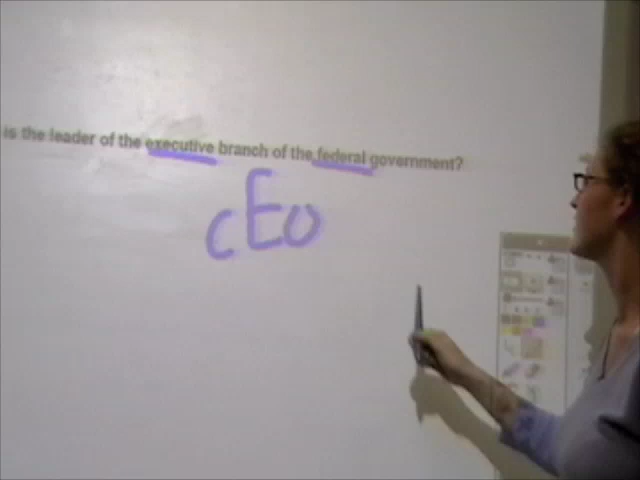 is the leader of the executive branch of the federal government?
cEo